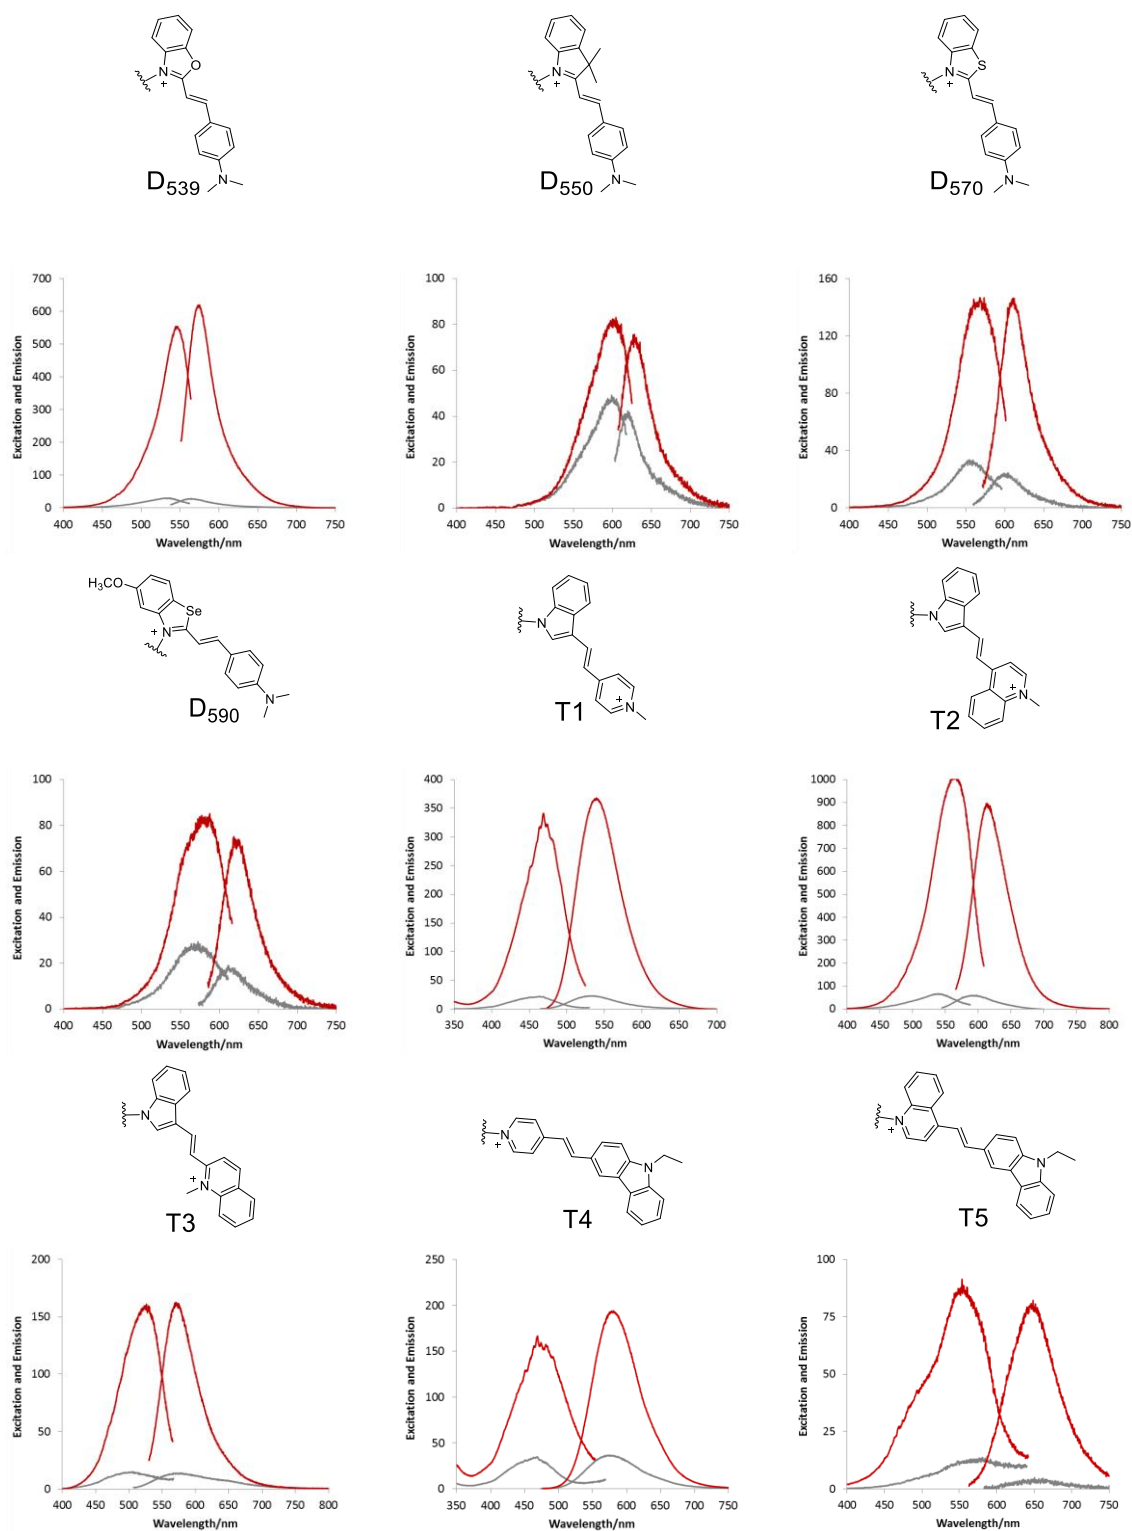 O
N
+
N
D539
N
+
N
D550
S
N
+
N
D570
700
600
500
400
300
200
100
0
Excitation and Emission
400 450 500 550 600 650 700 750
Wavelength/nm
100
80
60
40
20
0
Excitation and Emission
400 500 550 600 650 700 750
Wavelength/nm
160
120
80
40
0
Excitation and Emission
400 500 550 600 650 700 750
Wavelength/nm
H3CO
Se
+
N
N
D590
N
+
N
T1
N
+
N
T2
100
80
60
40
20
0
Excitation and Emission
400 450 500 550 600 650 700 750
Wavelength/nm
400
350
300
250
200
150
100
50
0
Excitation and Emission
350 400 450 500 550 600 650 700
Wavelength/nm
1000
900
800
700
600
500
400
300
200
100
0
Excitation and Emission
400 450 500 550 600 650 700 750 800
Wavelength/nm
N
+
N
T3
N
+
N
T4
N
+
N
T5
200
150
100
50
0
Excitation and Emission
400 450 500 550 600 650 700 750 800
Wavelength/nm
250
200
150
100
50
0
Excitation and Emission
350 400 450 500 550 600 650 700 750
Wavelength/nm
100
75
50
25
0
Excitation and Emission
400 450 500 550 600 650 700 750
Wavelength/nm